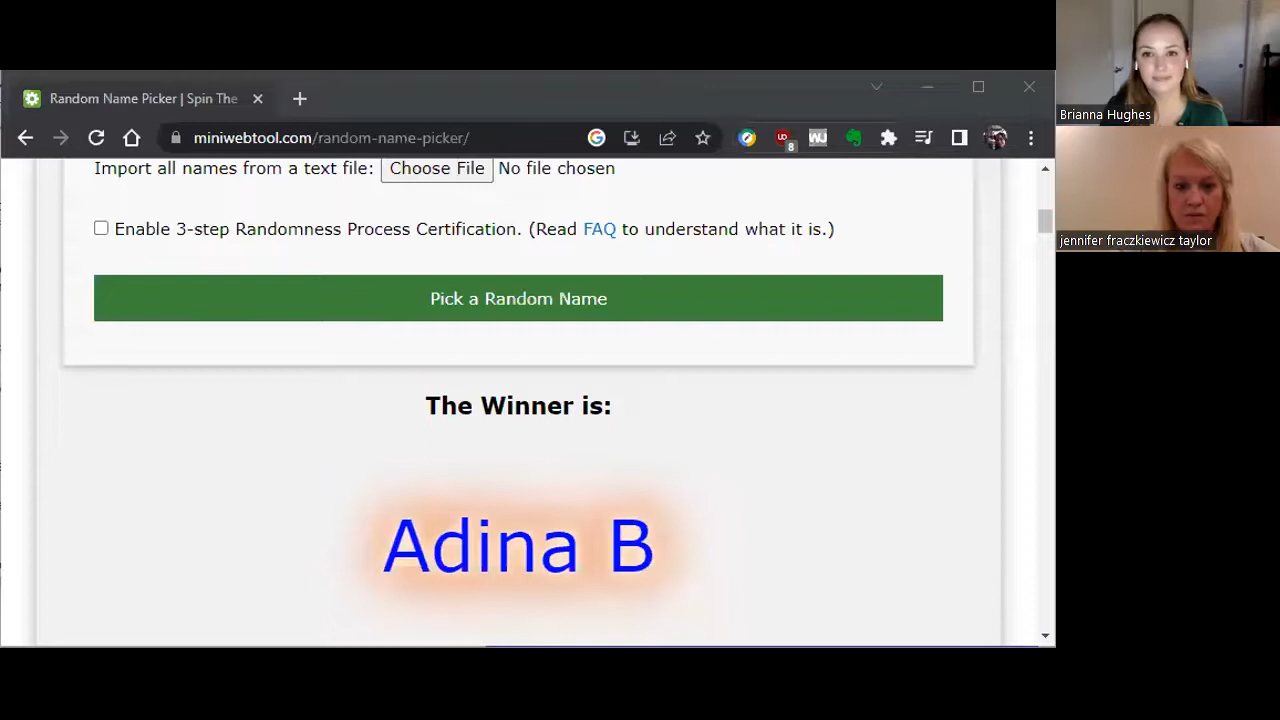 Random Name Picker | Spin The
miniwebtool.com/random-name-picker/
8
Import all names from a text file: Choose File No file chosen
Enable 3-step Randomness Process Certification. (Read FAQ to understand what it is.)
Pick a Random Name
The Winner is:
Adina B
Brianna Hughes
jennifer fraczkiewicz taylor